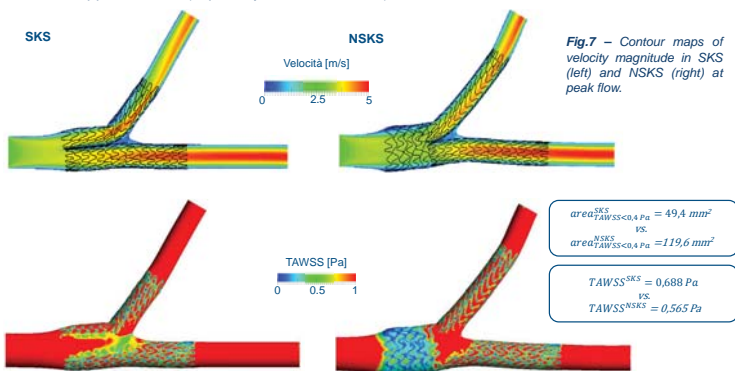 SKS
NSKS
Velocità [m/s]
0 2.5 5
Fig.7 – Contour maps of
velocity magnitude in SKS
(left) and NSKS (right) at
peak flow.
TAWSS [Pa]
0 0.5 1
area^SKS_TAWSS<0,4 Pa = 49,4 mm²
vs.
area^NSKS_TAWSS<0,4 Pa =119,6 mm²
TAWSS^SKS = 0,688 Pa
vs.
TAWSS^NSKS = 0,565 Pa